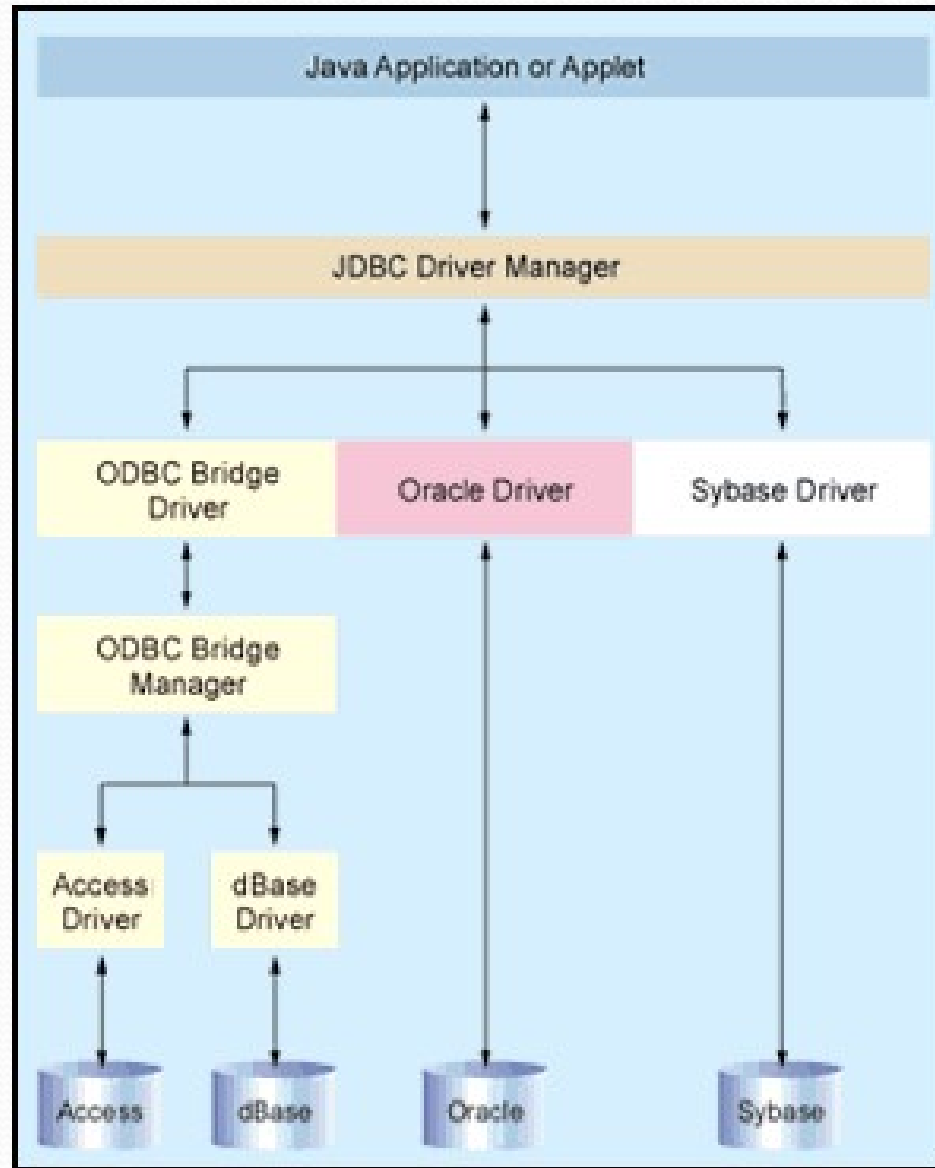 Java Application or Applet
JDBC Driver Manager
ODBC Bridge
Driver
Oracle Driver
Sybase Driver
ODBC Bridge
Manager
Access
Driver
dBase
Driver
Access
dBase
Oracle
Sybase